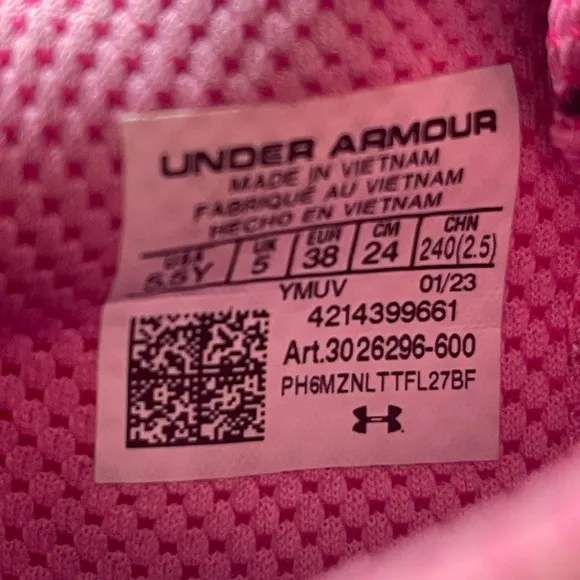 UNDER ARMOUR
MADE IN VIETNAM
FABRIQUÉ AU VIETNAM
HECHO EN VIETNAM
USA UK EUR CM CHN
5.5Y 5 38 24 240(2.5)
YMUV 01/23
4214399661
Art.3026296-600
PH6MZNLTTFL27BF